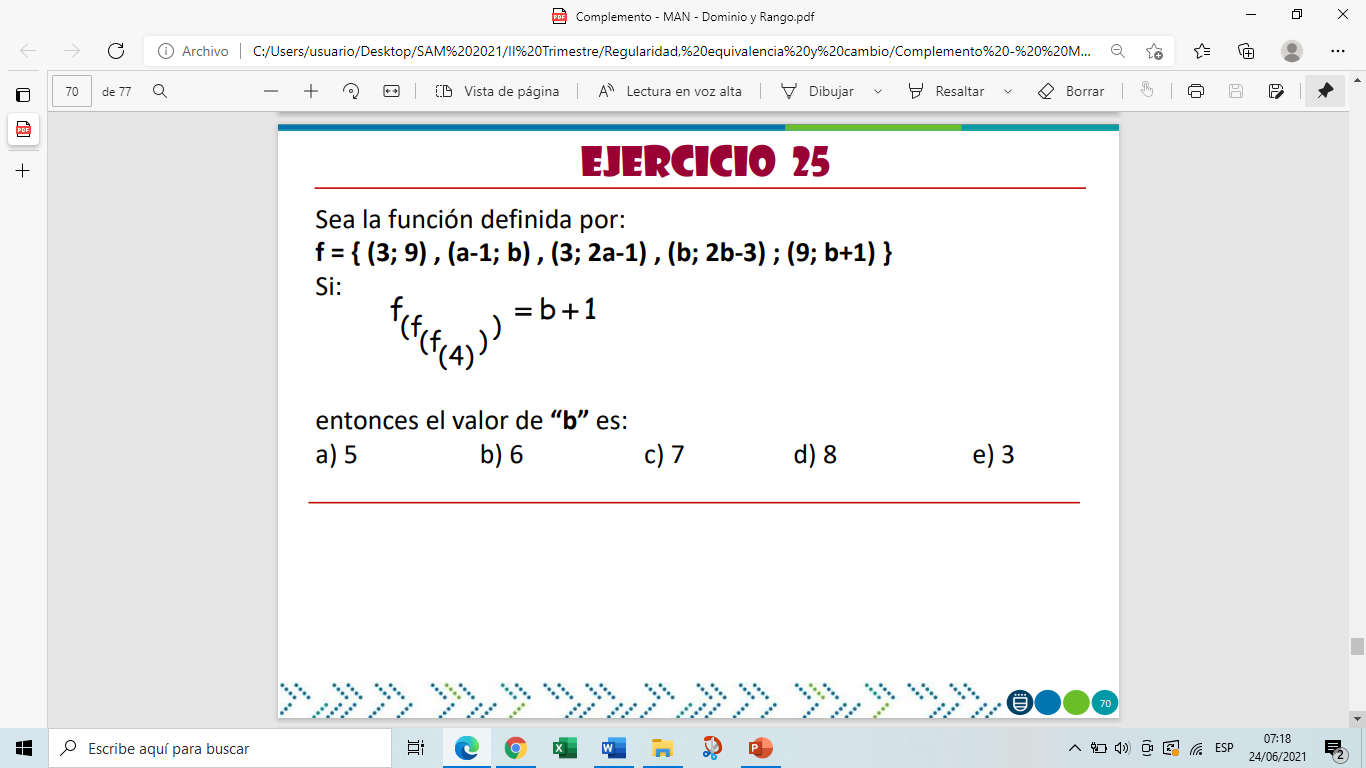 Complemento - MAN - Dominio y Rango.pdf
Archivo
C:/Users/usuario/Desktop/SAM%202021/II%20Trimestre/Regularidad,%20equivalencia%20y%20cambio/Complemento%20-%20%20M...
70 de 77
Vista de página
Lectura en voz alta
Dibujar
Resaltar
Borrar
EJERCICIO 25
Sea la función definida por:
f = { (3; 9) , (a-1; b) , (3; 2a-1) , (b; 2b-3) ; (9; b+1) }
Si:
f(f(f(4))) = b + 1
entonces el valor de “b” es:
a) 5 b) 6 c) 7 d) 8 e) 3
70
Escribe aquí para buscar
ESP
07:18
24/06/2021
2